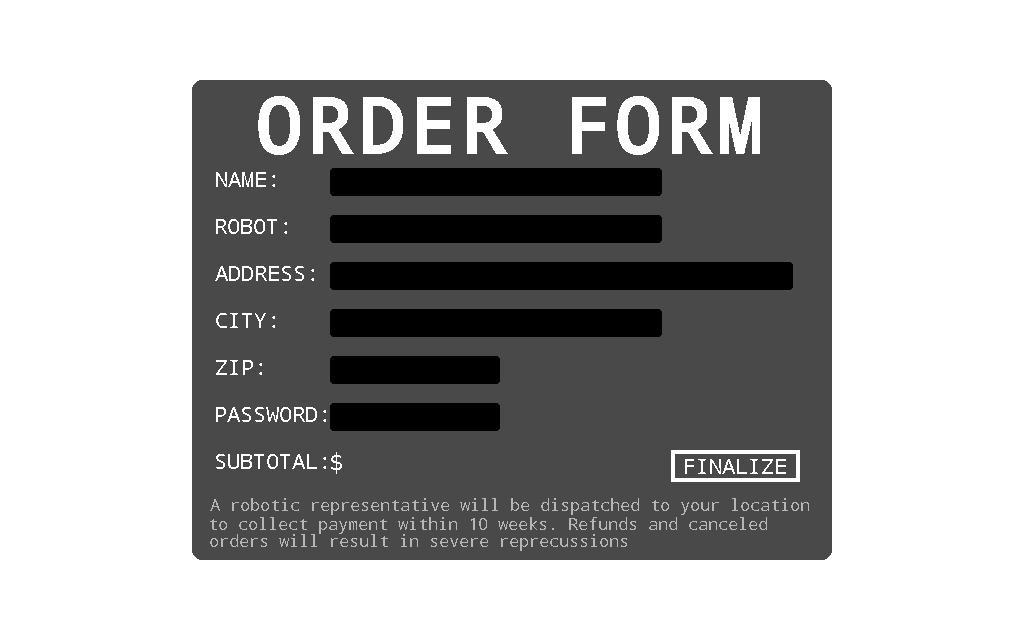 ORDER FORM
NAME:
ROBOT:
ADDRESS:
CITY:
ZIP:
PASSWORD:
SUBTOTAL:$
FINALIZE
A robotic representative will be dispatched to your location
to collect payment within 10 weeks. Refunds and canceled
orders will result in severe reprecussions